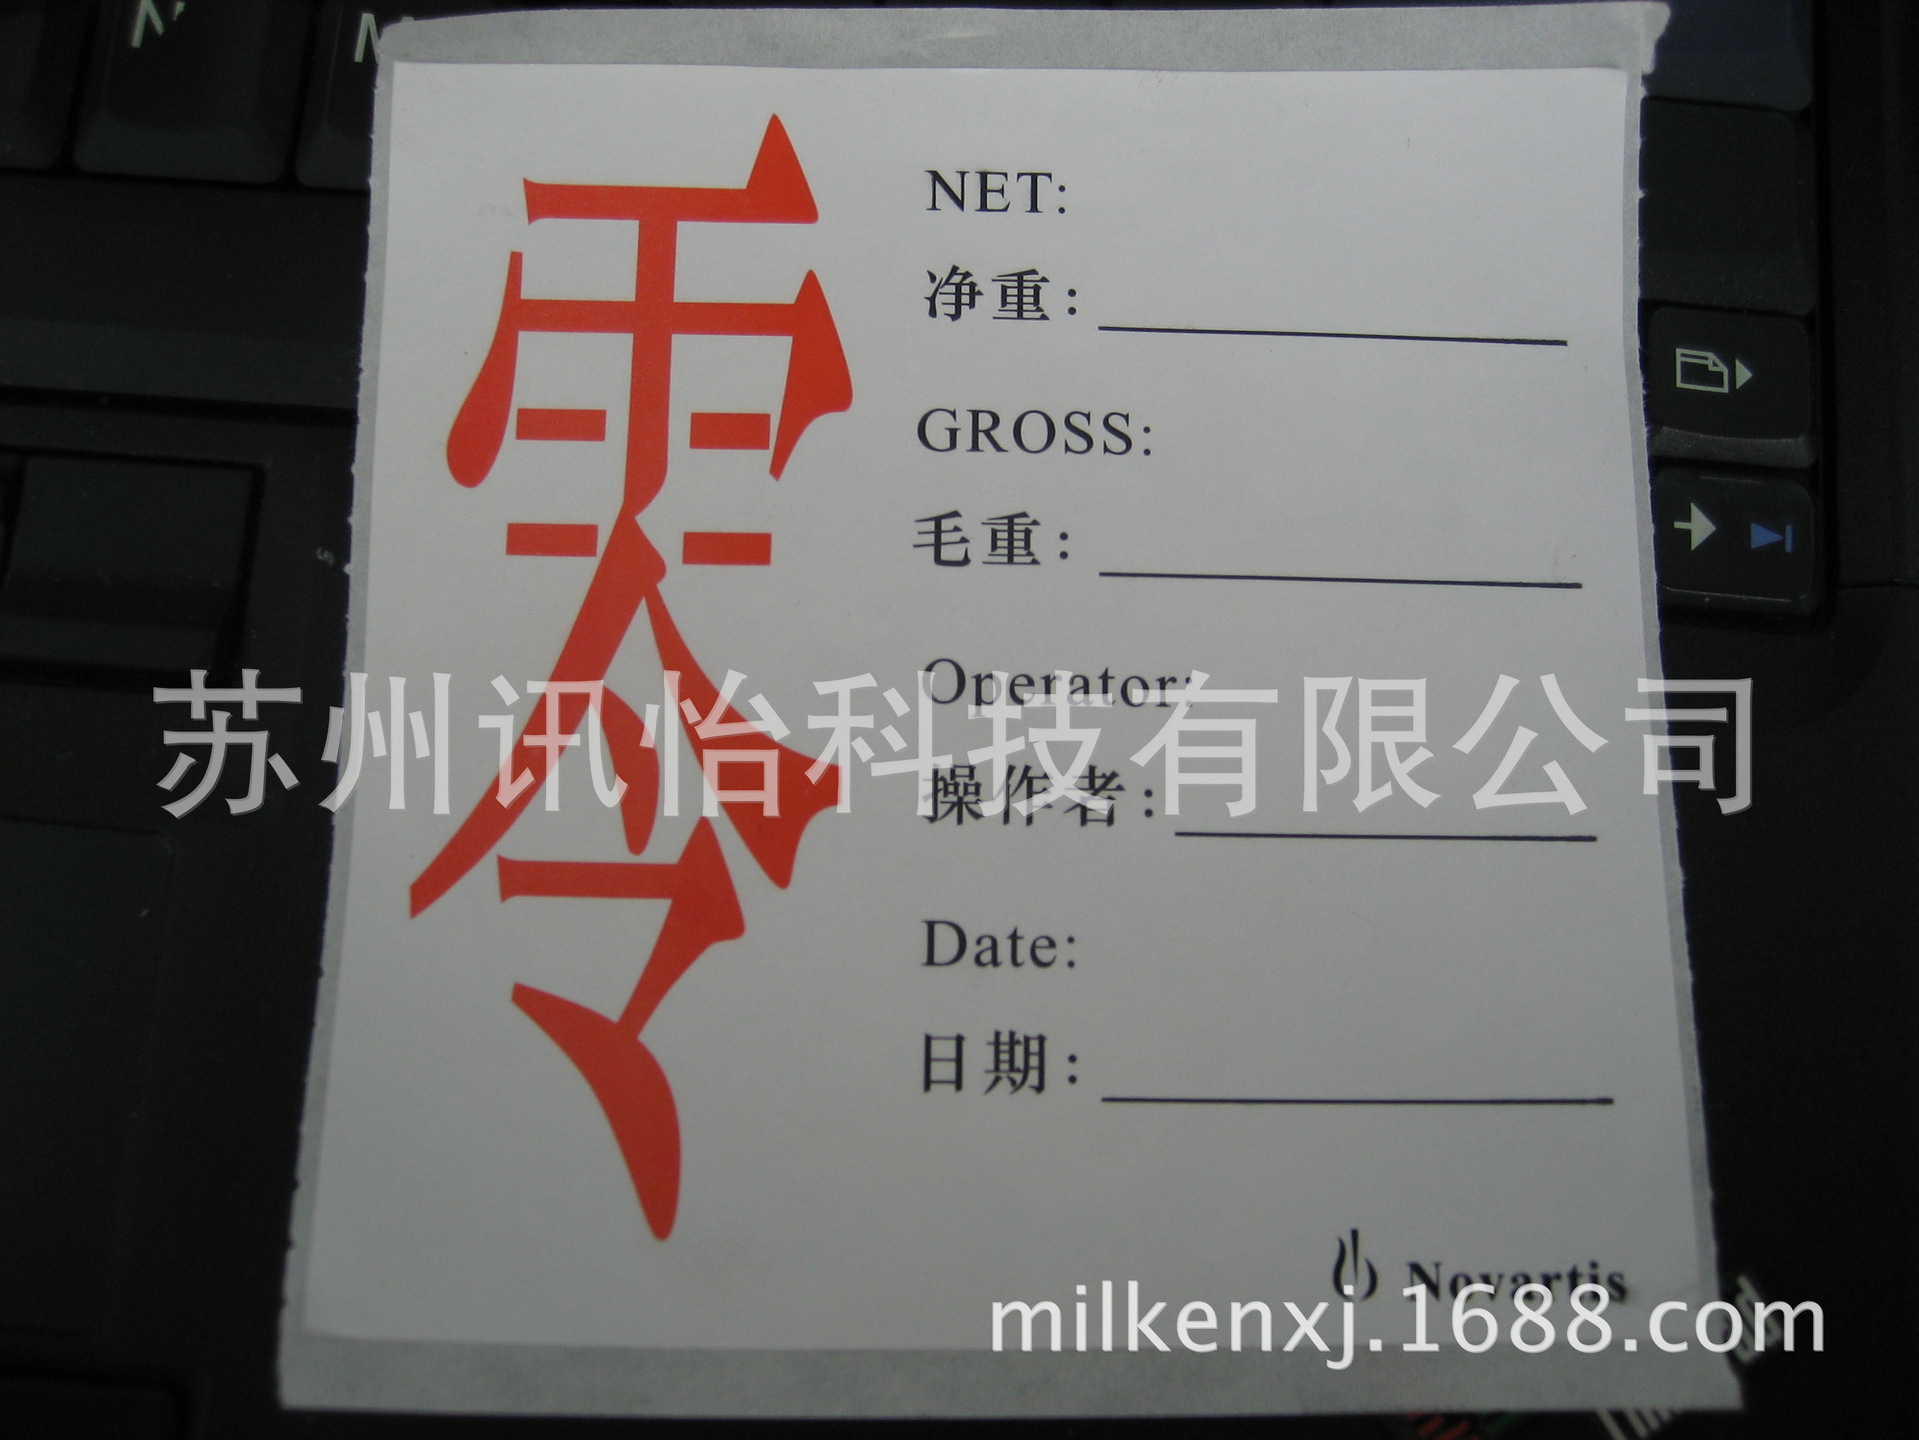 零
NET:
净重:
GROSS:
毛重:
Operator:
苏州讯怡科技有限公司
操作者:
Date:
日期:
Novartis
milkenxj.1688.com